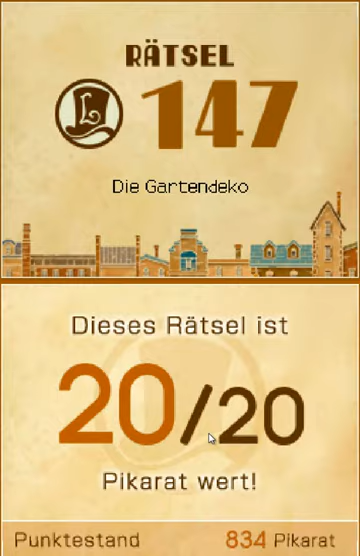 RÄTSEL
L
147
Die Gartendeko
Dieses Rätsel ist
20/20
Pikarat wert!
Punktestand 834 Pikarat